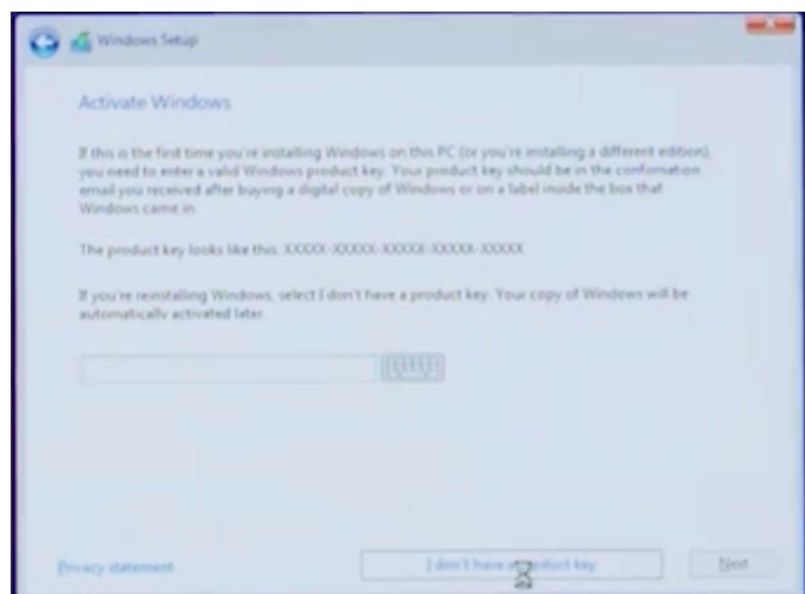 Windows Setup
Activate Windows
If this is the first time you're installing Windows on this PC (or you're installing a different edition),
you need to enter a valid Windows product key. Your product key should be in the confirmation
email you received after buying a digital copy of Windows or on a label inside the box that
Windows came in.
The product key looks like this: XXXXX-XXXXX-XXXXX-XXXXX-XXXXX
If you're reinstalling Windows, select I don't have a product key. Your copy of Windows will be
automatically activated later.
Privacy statement
I don't have a product key
Next